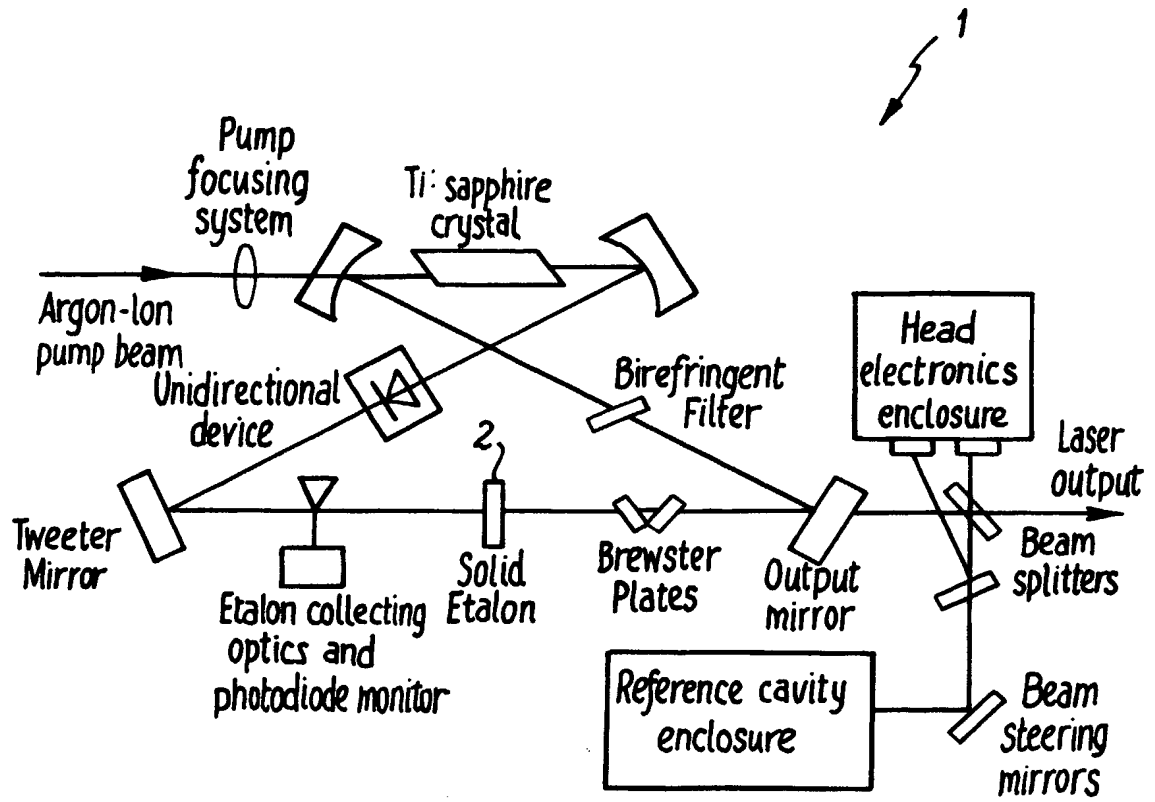 1
Pump
focusing
system
Ti: sapphire
crystal
Argon-Ion
pump beam
Unidirectional
device
Birefringent
Filter
Head
electronics
enclosure
Laser
output
2
Tweeter
Mirror
Etalon collecting
optics and
photodiode monitor
Solid
Etalon
Brewster
Plates
Output
mirror
Beam
splitters
Reference cavity
enclosure
Beam
steering
mirrors